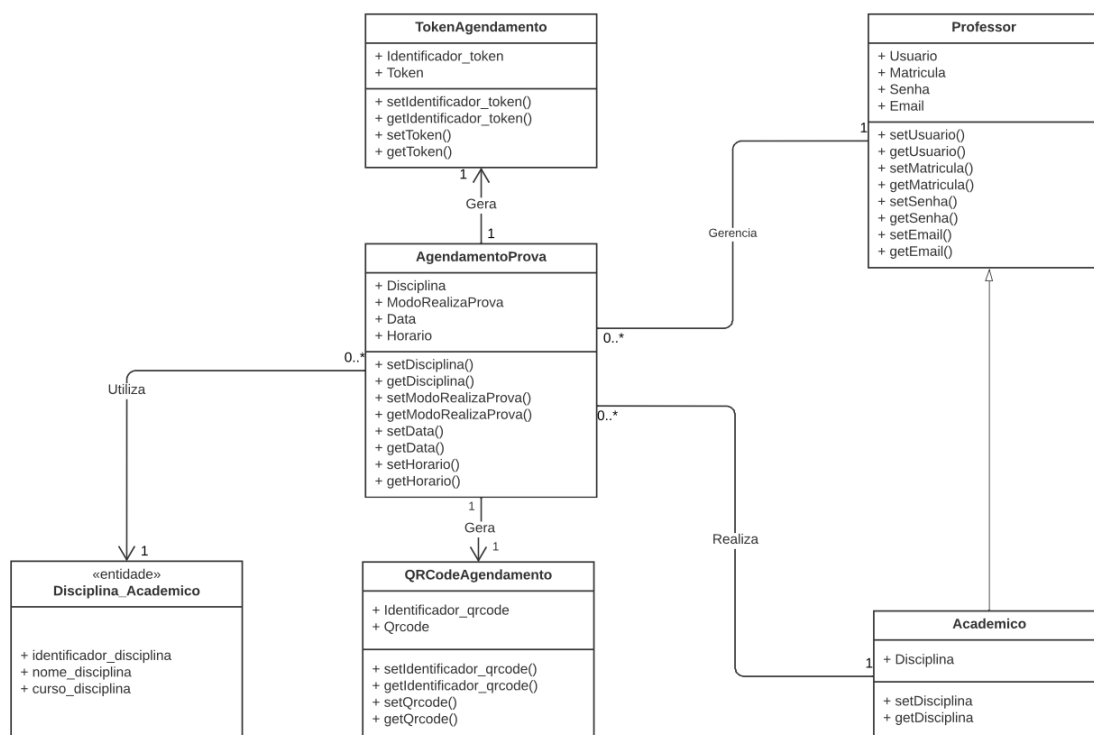 TokenAgendamento
+ Identificador_token
+ Token
+ setIdentificador_token()
+ getIdentificador_token()
+ setToken()
+ getToken()
Professor
+ Usuario
+ Matricula
+ Senha
+ Email
+ setUsuario()
+ getUsuario()
+ setMatricula()
+ getMatricula()
+ setSenha()
+ getSenha()
+ setEmail()
+ getEmail()
1
1
Gera
1
Gerencia
AgendamentoProva
+ Disciplina
+ ModoRealizaProva
+ Data
+ Horario
+ setDisciplina()
+ getDisciplina()
+ setModoRealizaProva()
+ getModoRealizaProva()
+ setData()
+ getData()
+ setHorario()
+ getHorario()
0..*
0..*
0..*
Utiliza
1
Gera
1
1
Realiza
«entidade»
Disciplina_Academico
+ identificador_disciplina
+ nome_disciplina
+ curso_disciplina
QRCodeAgendamento
+ Identificador_qrcode
+ Qrcode
+ setIdentificador_qrcode()
+ getIdentificador_qrcode()
+ setQrcode()
+ getQrcode()
1
Academico
+ Disciplina
+ setDisciplina
+ getDisciplina